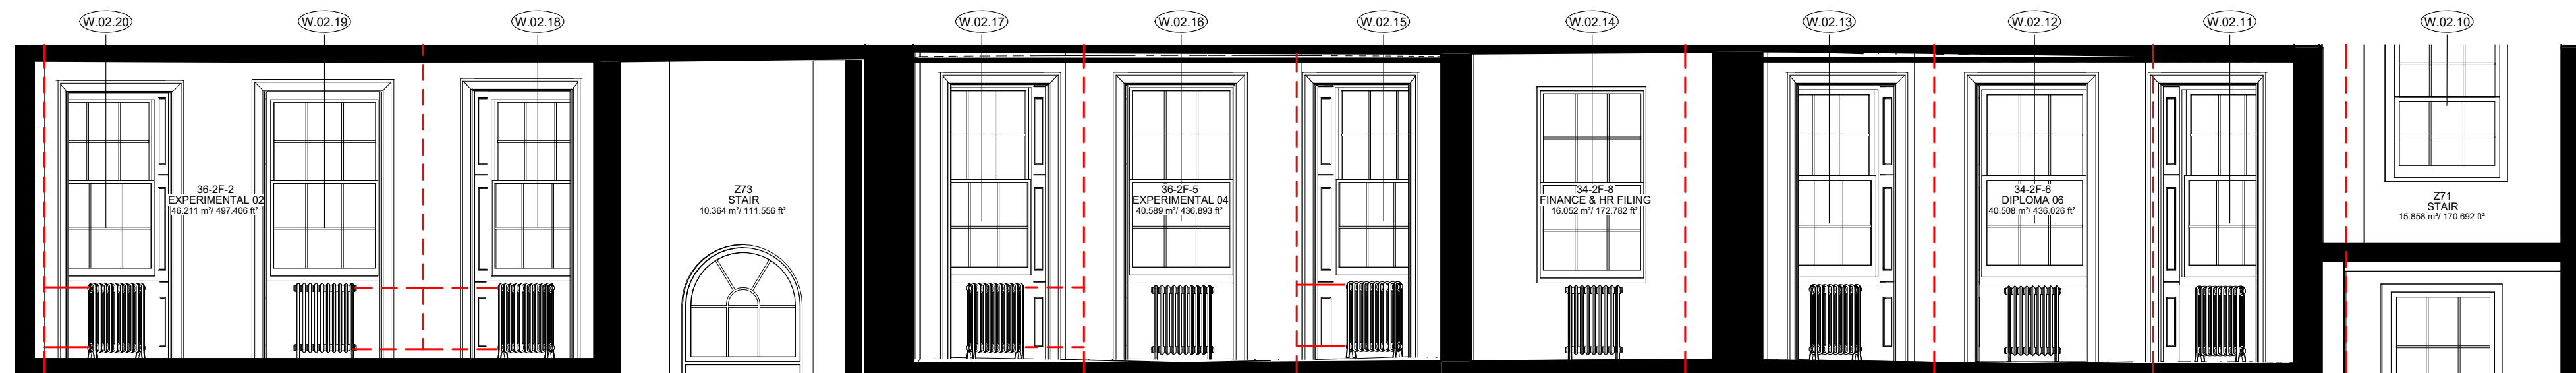 W.02.20
W.02.19
W.02.18
W.02.17
W.02.16
W.02.15
W.02.14
W.02.13
W.02.12
W.02.11
W.02.10
36-2F-2
EXPERIMENTAL 02
46.211 m²/ 497.406 ft²
Z73
STAIR
10.364 m²/ 111.556 ft²
36-2F-5
EXPERIMENTAL 04
40.589 m²/ 436.893 ft²
34-2F-8
FINANCE & HR FILING
16.052 m²/ 172.782 ft²
34-2F-6
DIPLOMA 06
40.508 m²/ 436.026 ft²
Z71
STAIR
15.858 m²/ 170.692 ft²